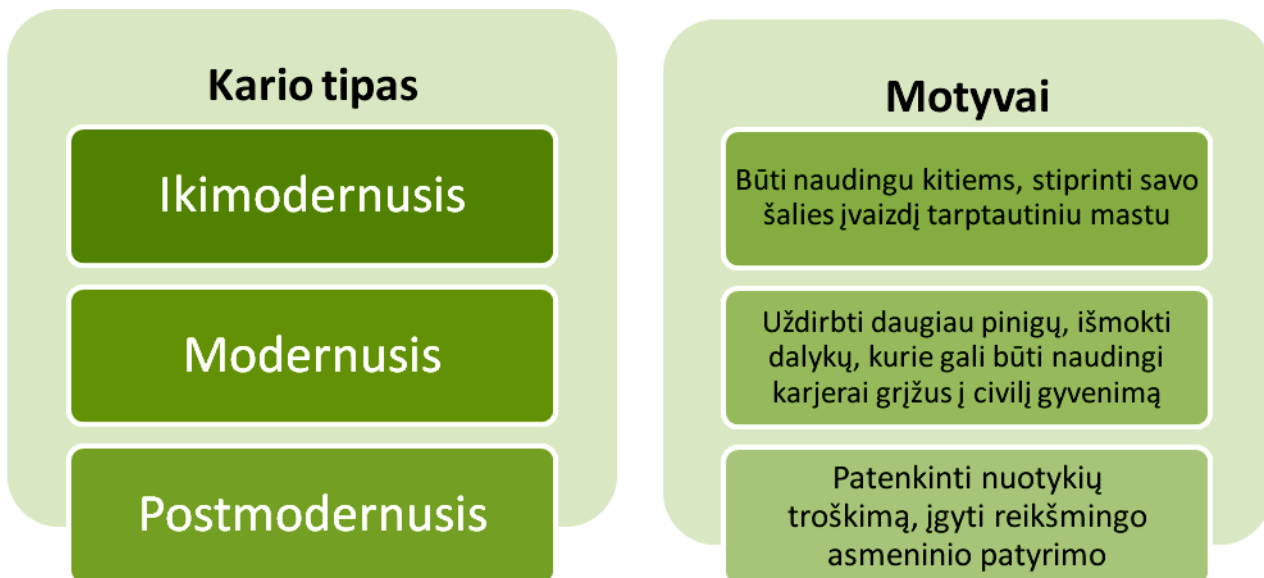 Kario tipas
Ikimodernusis
Modernusis
Postmodernusis
Motyvai
Būti naudingu kitiems, stiprinti savo
šalies įvaizdį tarptautiniu mastu
Uždirbti daugiau pinigų, išmokti
dalykų, kurie gali būti naudingi
karjerai grįžus į civilį gyvenimą
Patenkinti nuotykių
troškimą, įgyti reikšmingo
asmeninio patyrimo